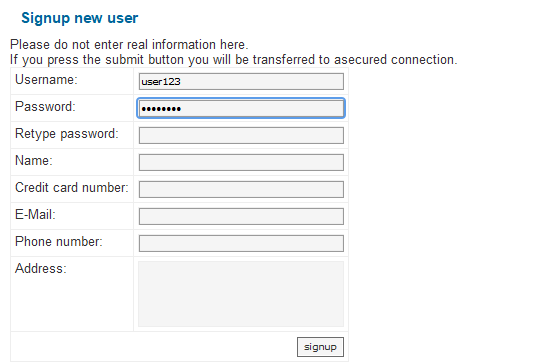 Signup new user
Please do not enter real information here.
If you press the submit button you will be transferred to asecured connection.
Username: user123
Password: ••••••••
Retype password:
Name:
Credit card number:
E-Mail:
Phone number:
Address:
signup